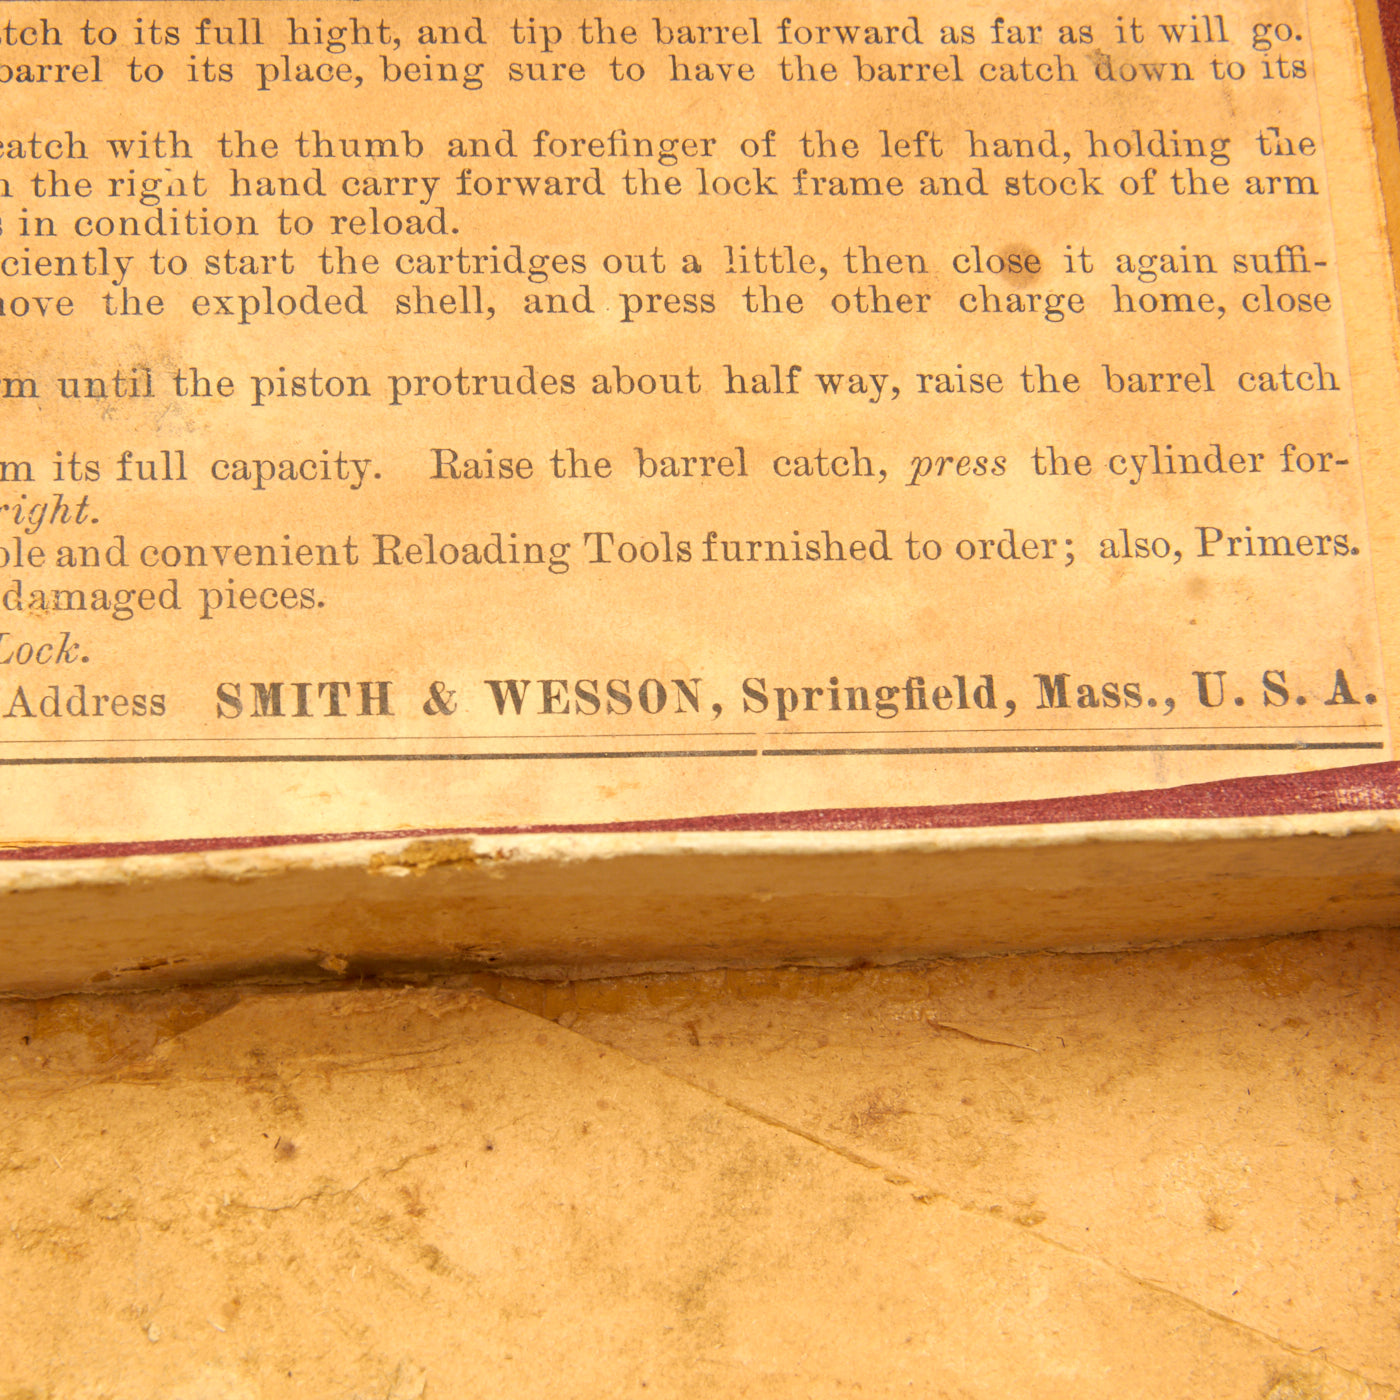 to its full hight, and tip the barrel forward as far as it will go.
barrel to its place, being sure to have the barrel catch down to its
catch with the thumb and forefinger of the left hand, holding the
the right hand carry forward the lock frame and stock of the arm
in condition to reload.
ciently to start the cartridges out a little, then close it again suffi-
the exploded shell, and press the other charge home, close
until the piston protrudes about half way, raise the barrel catch
its full capacity. Raise the barrel catch, press the cylinder for-
right.
and convenient Reloading Tools furnished to order; also, Primers.
damaged pieces.
Lock.
Address SMITH & WESSON, Springfield, Mass., U. S. A.